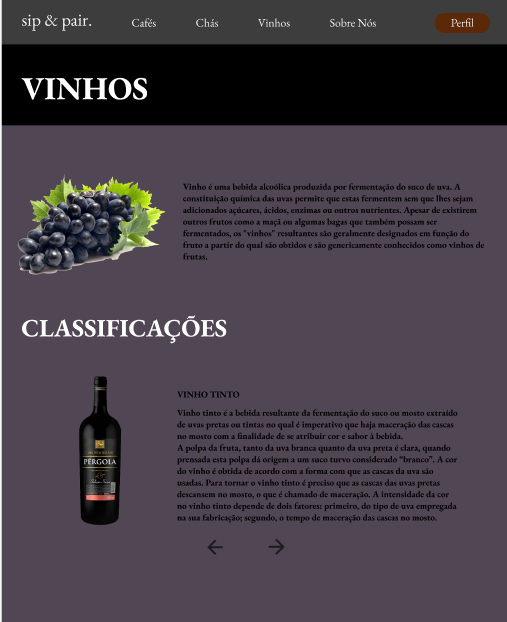 sip & pair.
Cafés
Chás
Vinhos
Sobre Nós
Perfil
VINHOS
Vinho é uma bebida alcoólica produzida por fermentação do suco de uva. A
constituição química das uvas permite que estas fermentem sem que lhes sejam
adicionados açúcares, ácidos, enzimas ou outros nutrientes. Apesar de existirem
outros frutos como a maçã ou algumas bagas que também possam ser
fermentados, os "vinhos" resultantes são geralmente designados em função do
fruto a partir do qual são obtidos e são genericamente conhecidos como vinhos de
frutas.
CLASSIFICAÇÕES
PÉRGOLA
VINHO TINTO
Vinho tinto é a bebida resultante da fermentação do suco ou mosto extraído
de uvas pretas ou tintas no qual é imperativo que haja maceração das cascas
no mosto com a finalidade de se atribuir cor e sabor à bebida.
A polpa da fruta, tanto da uva branca quanto da uva preta é clara, quando
prensada esta polpa dá origem a um suco turvo considerado “branco”. A cor
do vinho é obtida de acordo com a forma com que as cascas da uva são
usadas. Para tornar o vinho tinto é preciso que as cascas das uvas pretas
descansem no mosto, o que é chamado de maceração. A intensidade da cor
no vinho tinto depende de dois fatores: primeiro, do tipo de uva empregada
na sua fabricação; segundo, o tempo de maceração das cascas no mosto.